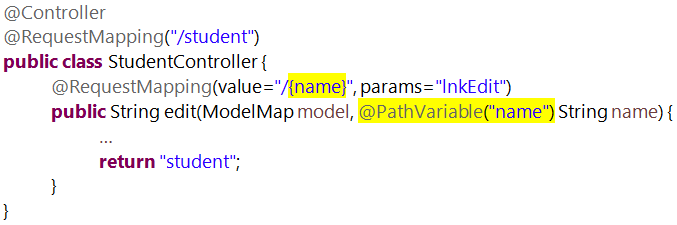 @Controller
@RequestMapping("/student")
public class StudentController {
@RequestMapping(value="/{name}", params="lnkEdit")
public String edit(ModelMap model, @PathVariable("name") String name) {
...
return "student";
}
}